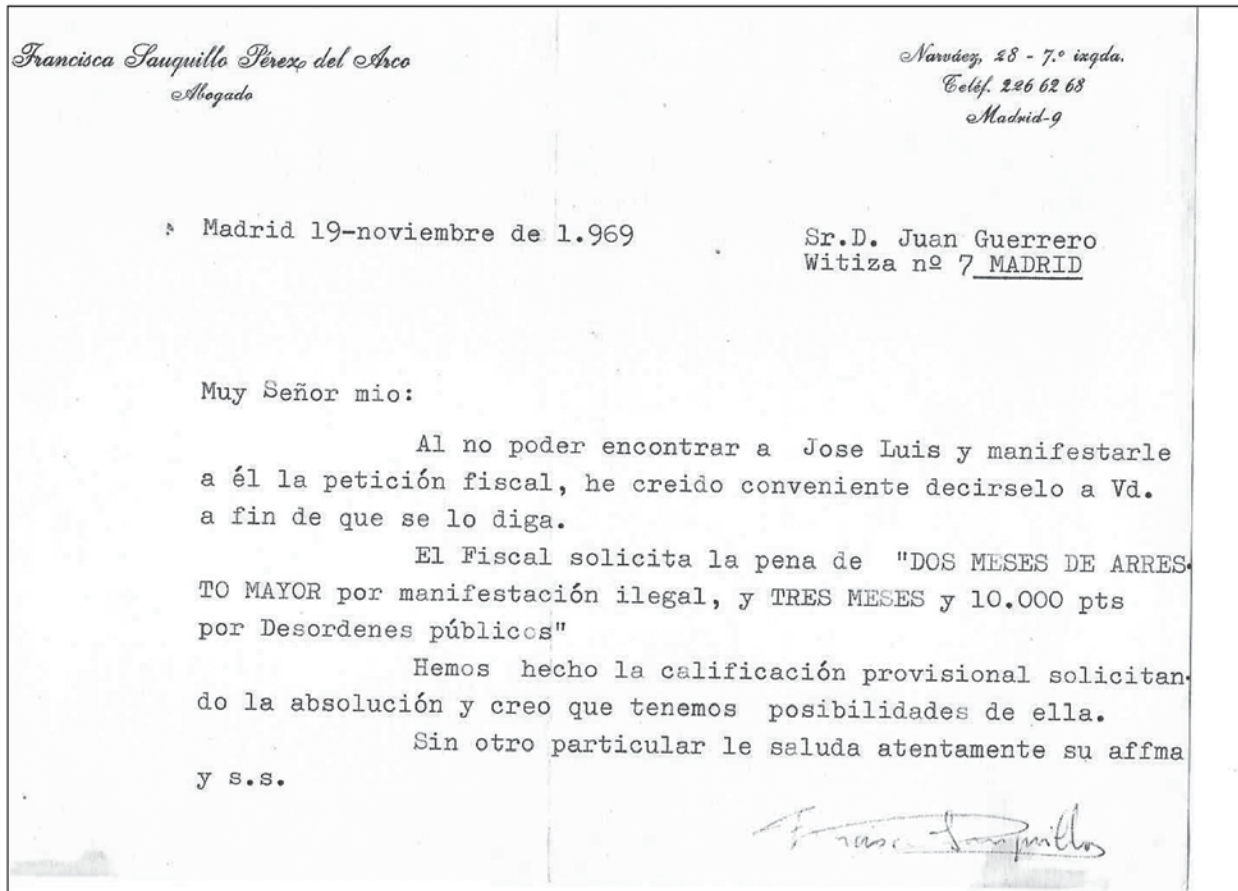 Francisca Sauquillo Pérez del Arco
Abogado
Narváez, 28 - 7.º izqda.
Teléf. 226 62 68
Madrid-9
Madrid 19-noviembre de 1.969
Sr.D. Juan Guerrero
Witiza nº 7 MADRID
Muy Señor mio:
Al no poder encontrar a Jose Luis y manifestarle
a él la petición fiscal, he creido conveniente decirselo a Vd.
a fin de que se lo diga.
El Fiscal solicita la pena de "DOS MESES DE ARRES-
TO MAYOR por manifestación ilegal, y TRES MESES y 10.000 pts
por Desordenes públicos"
Hemos hecho la calificación provisional solicitan-
do la absolución y creo que tenemos posibilidades de ella.
Sin otro particular le saluda atentamente su affma
y s.s.
Francisca Sauquillo